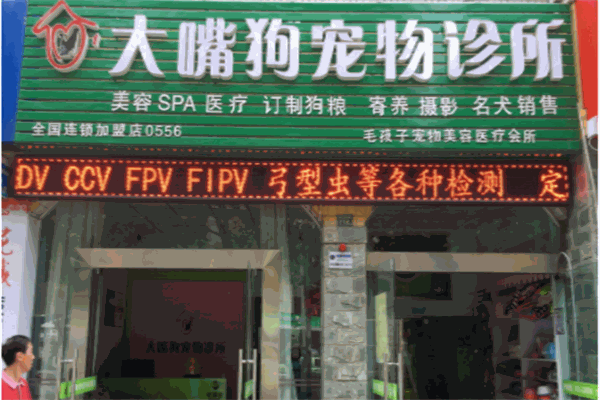 大嘴狗宠物诊所
美容 SPA 医疗 订制狗粮 寄养 摄影 名犬销售
全国连锁加盟店0556 毛孩子宠物美容医疗会所
DV CCV FPV FIPV 弓型虫等各种检测 定
大嘴狗宠物诊所